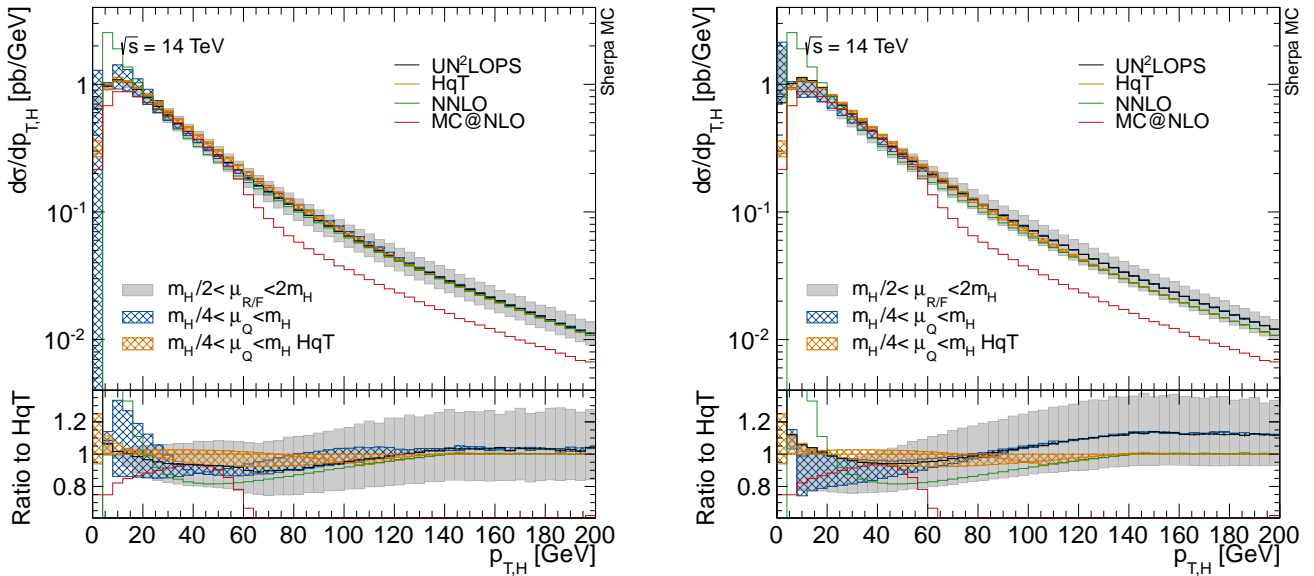 √s = 14 TeV
UN²LOPS
HqT
NNLO
MC@NLO
m_H/2< μ_R/F <2m_H
m_H/4< μ_Q <m_H
m_H/4< μ_Q <m_H HqT
dσ/dp_T,H [pb/GeV]
1
10⁻¹
10⁻²
Sherpa MC
Ratio to HqT
1.2
1
0.8
0 20 40 60 80 100 120 140 160 180 200
p_T,H [GeV]
√s = 14 TeV
UN²LOPS
HqT
NNLO
MC@NLO
m_H/2< μ_R/F <2m_H
m_H/4< μ_Q <m_H
m_H/4< μ_Q <m_H HqT
dσ/dp_T,H [pb/GeV]
1
10⁻¹
10⁻²
Sherpa MC
Ratio to HqT
1.2
1
0.8
0 20 40 60 80 100 120 140 160 180 200
p_T,H [GeV]